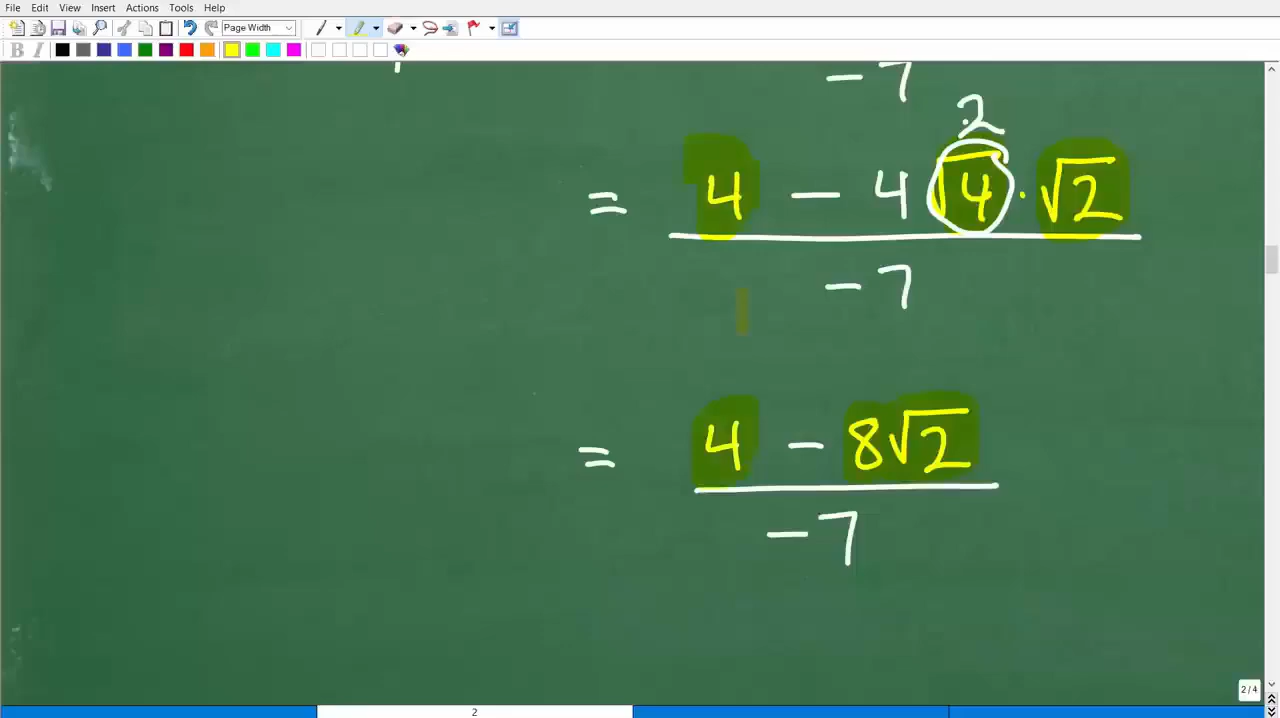 File Edit View Insert Actions Tools Help
Page Width
B I
- 7
2
= 4 - 4 √4 · √2
- 7
= 4 - 8√2
- 7
2/4
2